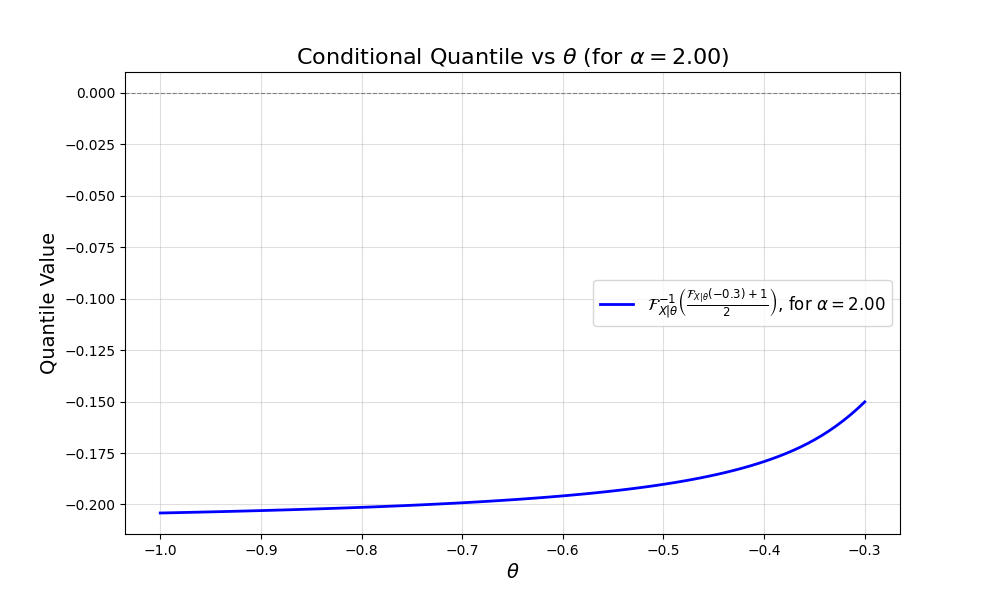 Conditional Quantile vs θ (for α = 2.00)
Quantile Value
0.000
−0.025
−0.050
−0.075
−0.100
−0.125
−0.150
−0.175
−0.200
𝓕_{X|θ}^{−1}(\frac{𝓕_{X|θ}(−0.3)+1}{2}), for α = 2.00
−1.0 −0.9 −0.8 −0.7 −0.6 −0.5 −0.4 −0.3
θ